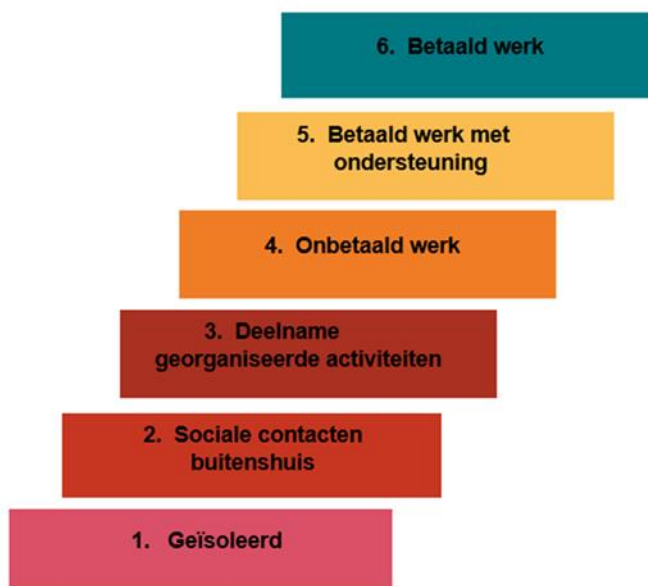 6. Betaald werk
5. Betaald werk met
ondersteuning
4. Onbetaald werk
3. Deelname
georganiseerde activiteiten
2. Sociale contacten
buitenshuis
1. Geïsoleerd